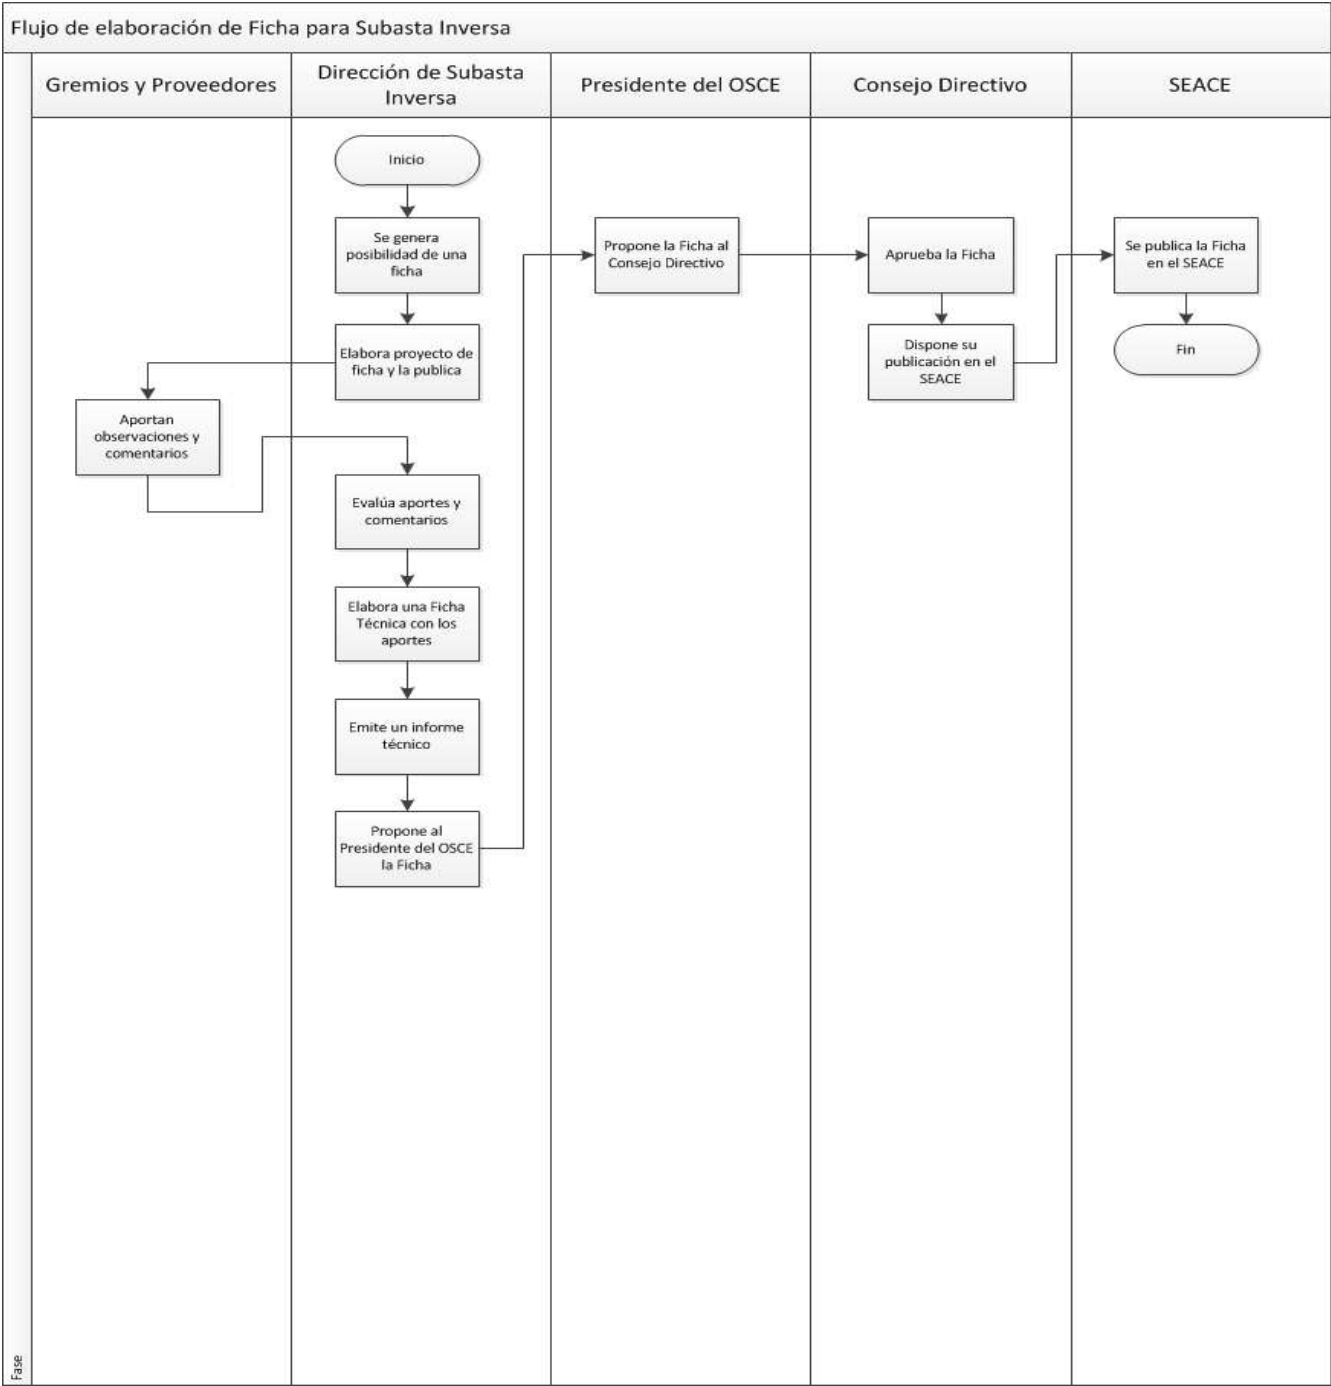 Flujo de elaboración de Ficha para Subasta Inversa
Gremios y Proveedores
Dirección de Subasta
Inversa
Presidente del OSCE
Consejo Directivo
SEACE
Inicio
Se genera
posibilidad de una
ficha
Elabora proyecto de
ficha y la publica
Aportan
observaciones y
comentarios
Evalúa aportes y
comentarios
Elabora una Ficha
Técnica con los
aportes
Emite un informe
técnico
Propone al
Presidente del OSCE
la Ficha
Propone la Ficha al
Consejo Directivo
Aprueba la Ficha
Dispone su
publicación en el
SEACE
Se publica la Ficha
en el SEACE
Fin
Fase